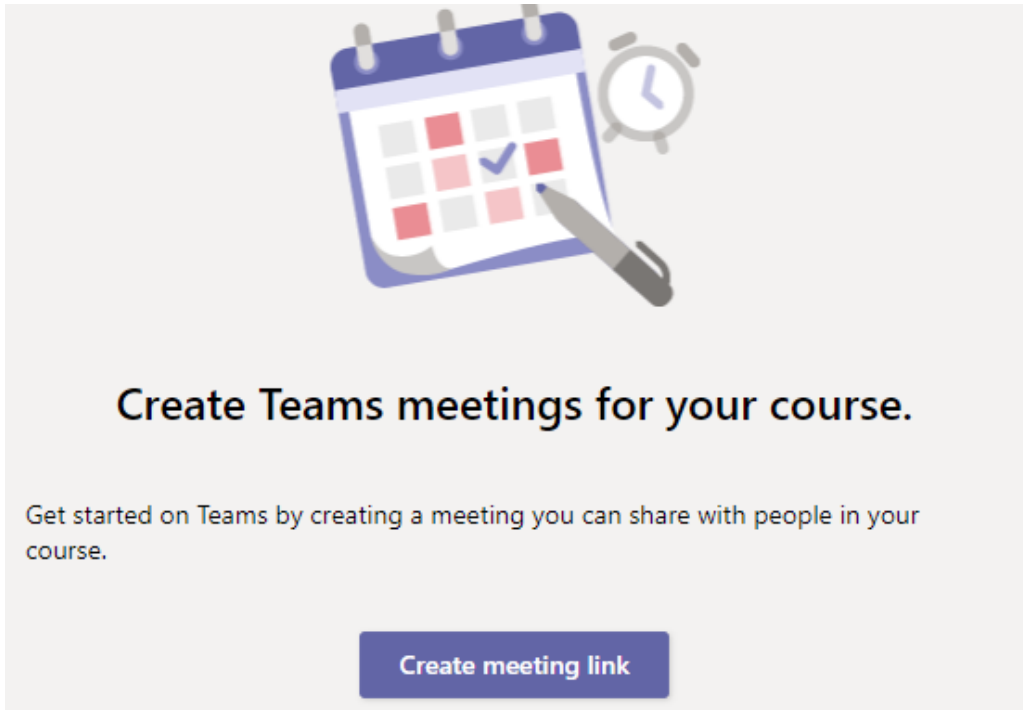 Create Teams meetings for your course.
Get started on Teams by creating a meeting you can share with people in your
course.
Create meeting link